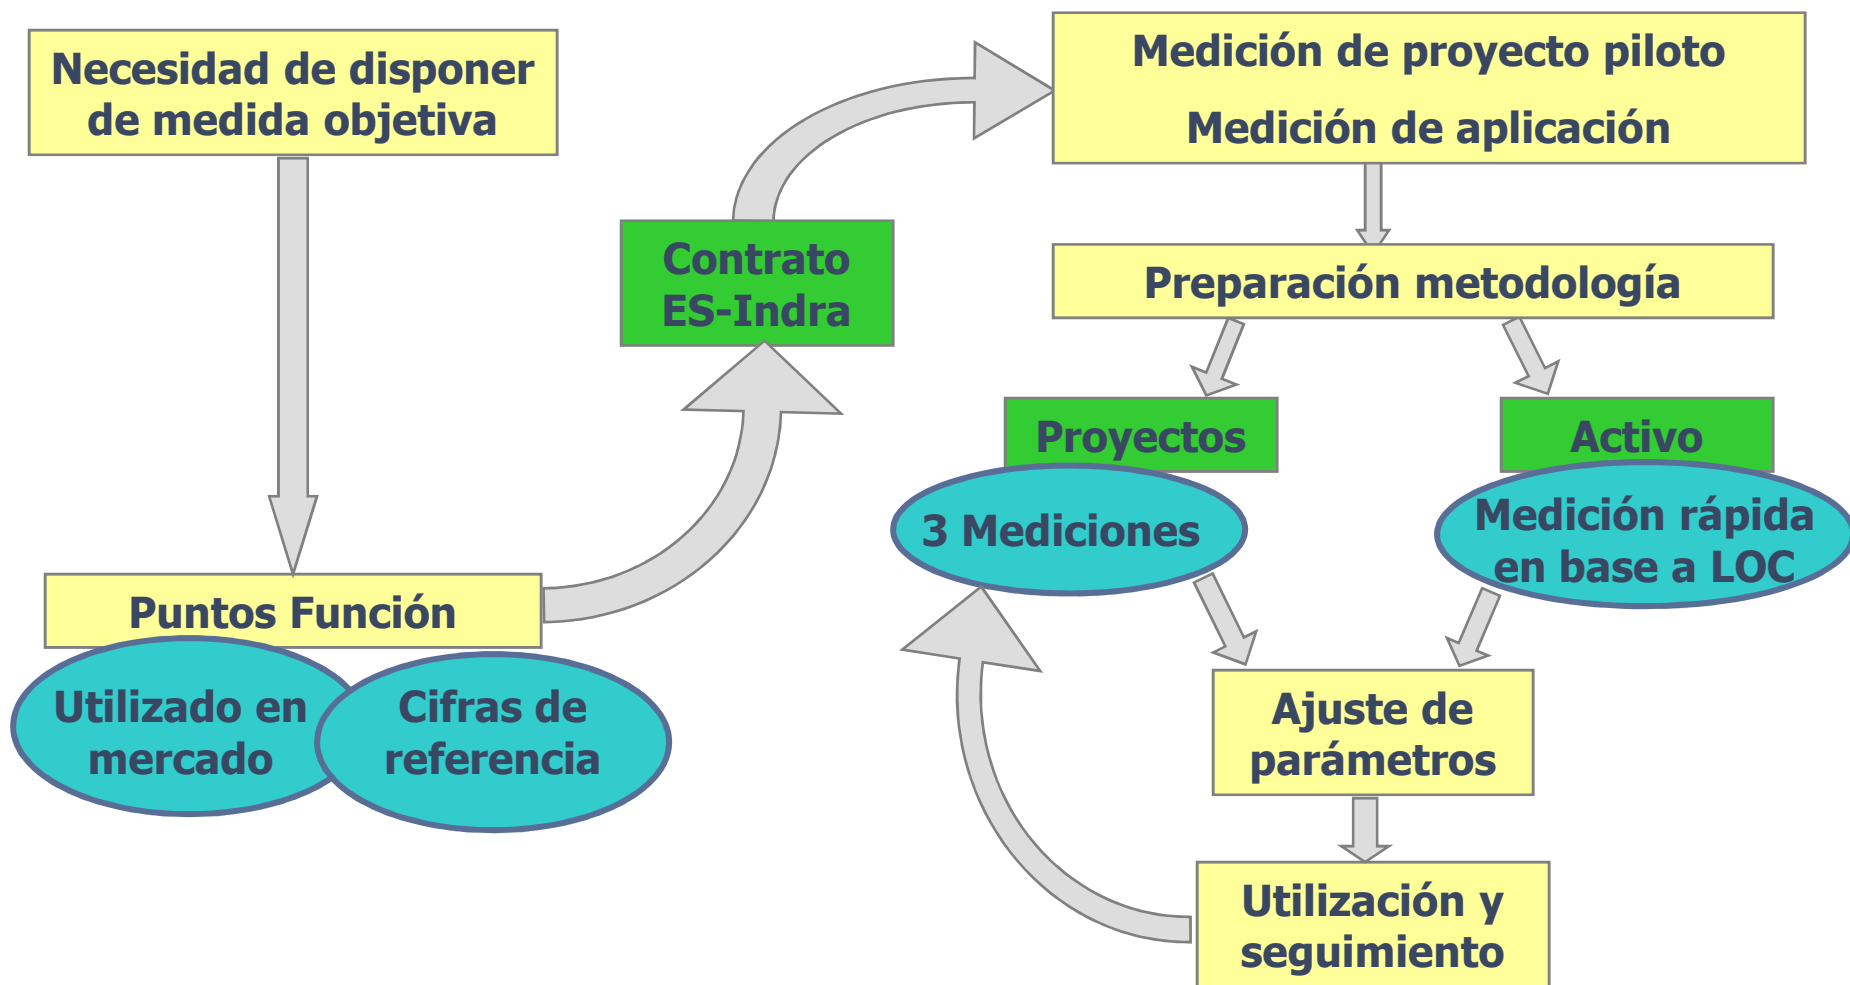 Necesidad de disponer
de medida objetiva
Puntos Función
Utilizado en
mercado
Cifras de
referencia
Contrato
ES-Indra
Medición de proyecto piloto
Medición de aplicación
Preparación metodología
Proyectos
3 Mediciones
Activo
Medición rápida
en base a LOC
Ajuste de
parámetros
Utilización y
seguimiento